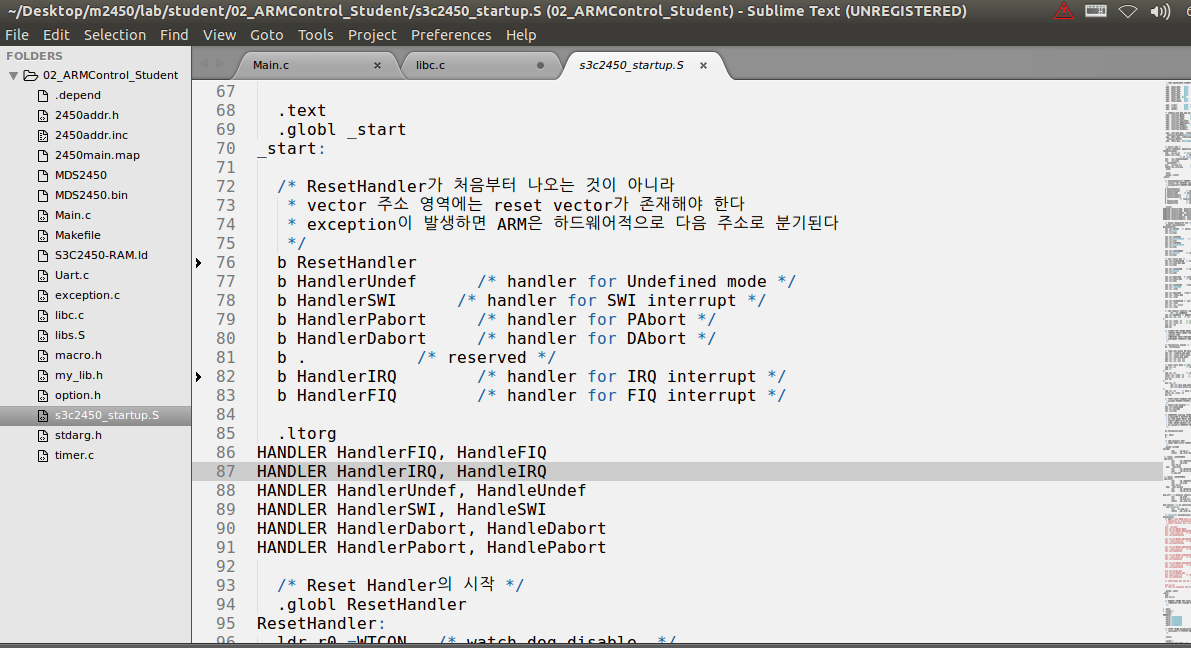 ~/Desktop/m2450/lab/student/02_ARMControl_Student/s3c2450_startup.S (02_ARMControl_Student) - Sublime Text (UNREGISTERED)
File Edit Selection Find View Goto Tools Project Preferences Help
FOLDERS
02_ARMControl_Student
.depend
2450addr.h
2450addr.inc
2450main.map
MDS2450
MDS2450.bin
Main.c
Makefile
S3C2450-RAM.ld
Uart.c
exception.c
libc.c
libs.S
macro.h
my_lib.h
option.h
s3c2450_startup.S
stdarg.h
timer.c
Main.c × libc.c s3c2450_startup.S ×
67
68 .text
69 .globl _start
70 _start:
71
72 /* ResetHandler가 처음부터 나오는 것이 아니라
73 * vector 주소 영역에는 reset vector가 존재해야 한다
74 * exception이 발생하면 ARM은 하드웨어적으로 다음 주소로 분기된다
75 */
76 b ResetHandler
77 b HandlerUndef /* handler for Undefined mode */
78 b HandlerSWI /* handler for SWI interrupt */
79 b HandlerPabort /* handler for PAbort */
80 b HandlerDabort /* handler for DAbort */
81 b . /* reserved */
82 b HandlerIRQ /* handler for IRQ interrupt */
83 b HandlerFIQ /* handler for FIQ interrupt */
84
85 .ltorg
86 HANDLER HandlerFIQ, HandleFIQ
87 HANDLER HandlerIRQ, HandleIRQ
88 HANDLER HandlerUndef, HandleUndef
89 HANDLER HandlerSWI, HandleSWI
90 HANDLER HandlerDabort, HandleDabort
91 HANDLER HandlerPabort, HandlePabort
92
93 /* Reset Handler의 시작 */
94 .globl ResetHandler
95 ResetHandler:
96 ldr r0,=WTCON /* watch dog disable */